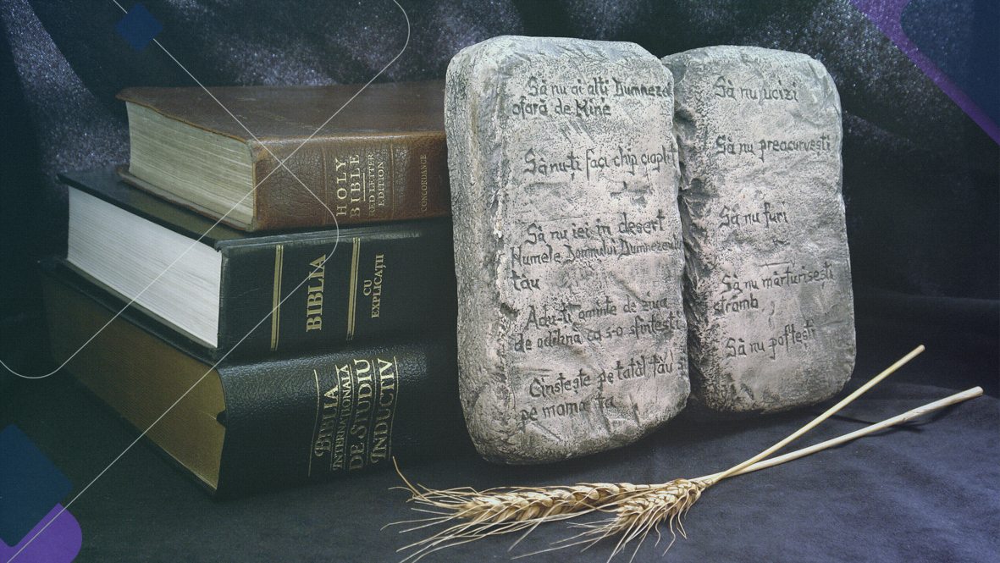 HOLY
BIBLE
RED LETTER
EDITION
CONCORDANCE
BIBLIA
CU
EXPLICAȚII
BIBLIA
INTERNAȚIONALĂ
DE STUDIU
INDUCTIV
Să nu ai alți Dumneze
afară de Mine
Să nu-ți faci chip cioplit
Să nu iei în deșert
Numele Domnului Dumnezeului
tău
Adu-ți aminte de ziua
de odihnă ca s-o sfintești
Cinstește pe tatăl tău
pe mama ta
Să nu ucizi
Să nu preacurvești
Să nu furi
Să nu mărturisești
strâmb
Să nu poftești